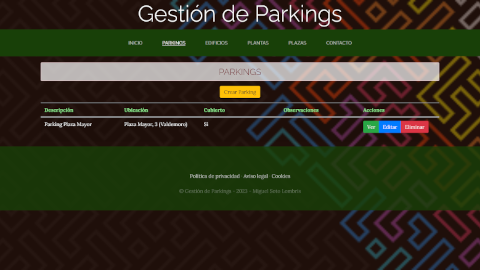 Gestión de Parkings
INICIO PARKINGS EDIFICIOS PLANTAS PLAZAS CONTACTO
PARKINGS
Crear Parking
Descripción Ubicación Cubierto Observaciones Acciones
Parking Plaza Mayor Plaza Mayor, 3 (Valdemoro) Si Ver Editar Eliminar
Política de privacidad Aviso legal Cookies
© Gestión de Parkings - 2023 - Miguel